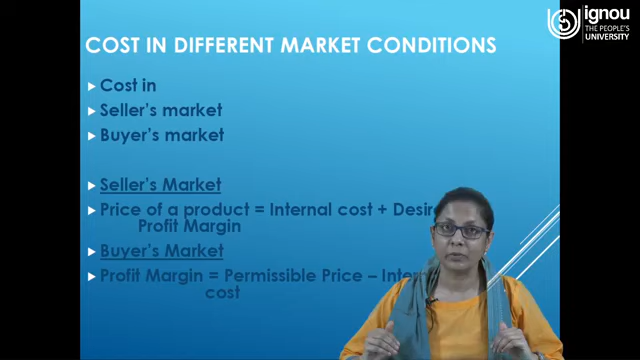 ignou
THE PEOPLE'S
UNIVERSITY
COST IN DIFFERENT MARKET CONDITIONS
Cost in
Seller's market
Buyer's market
Seller's Market
Price of a product = Internal cost +
Profit Margin
Buyer's Market
Profit Margin = Permissible Price –
cost